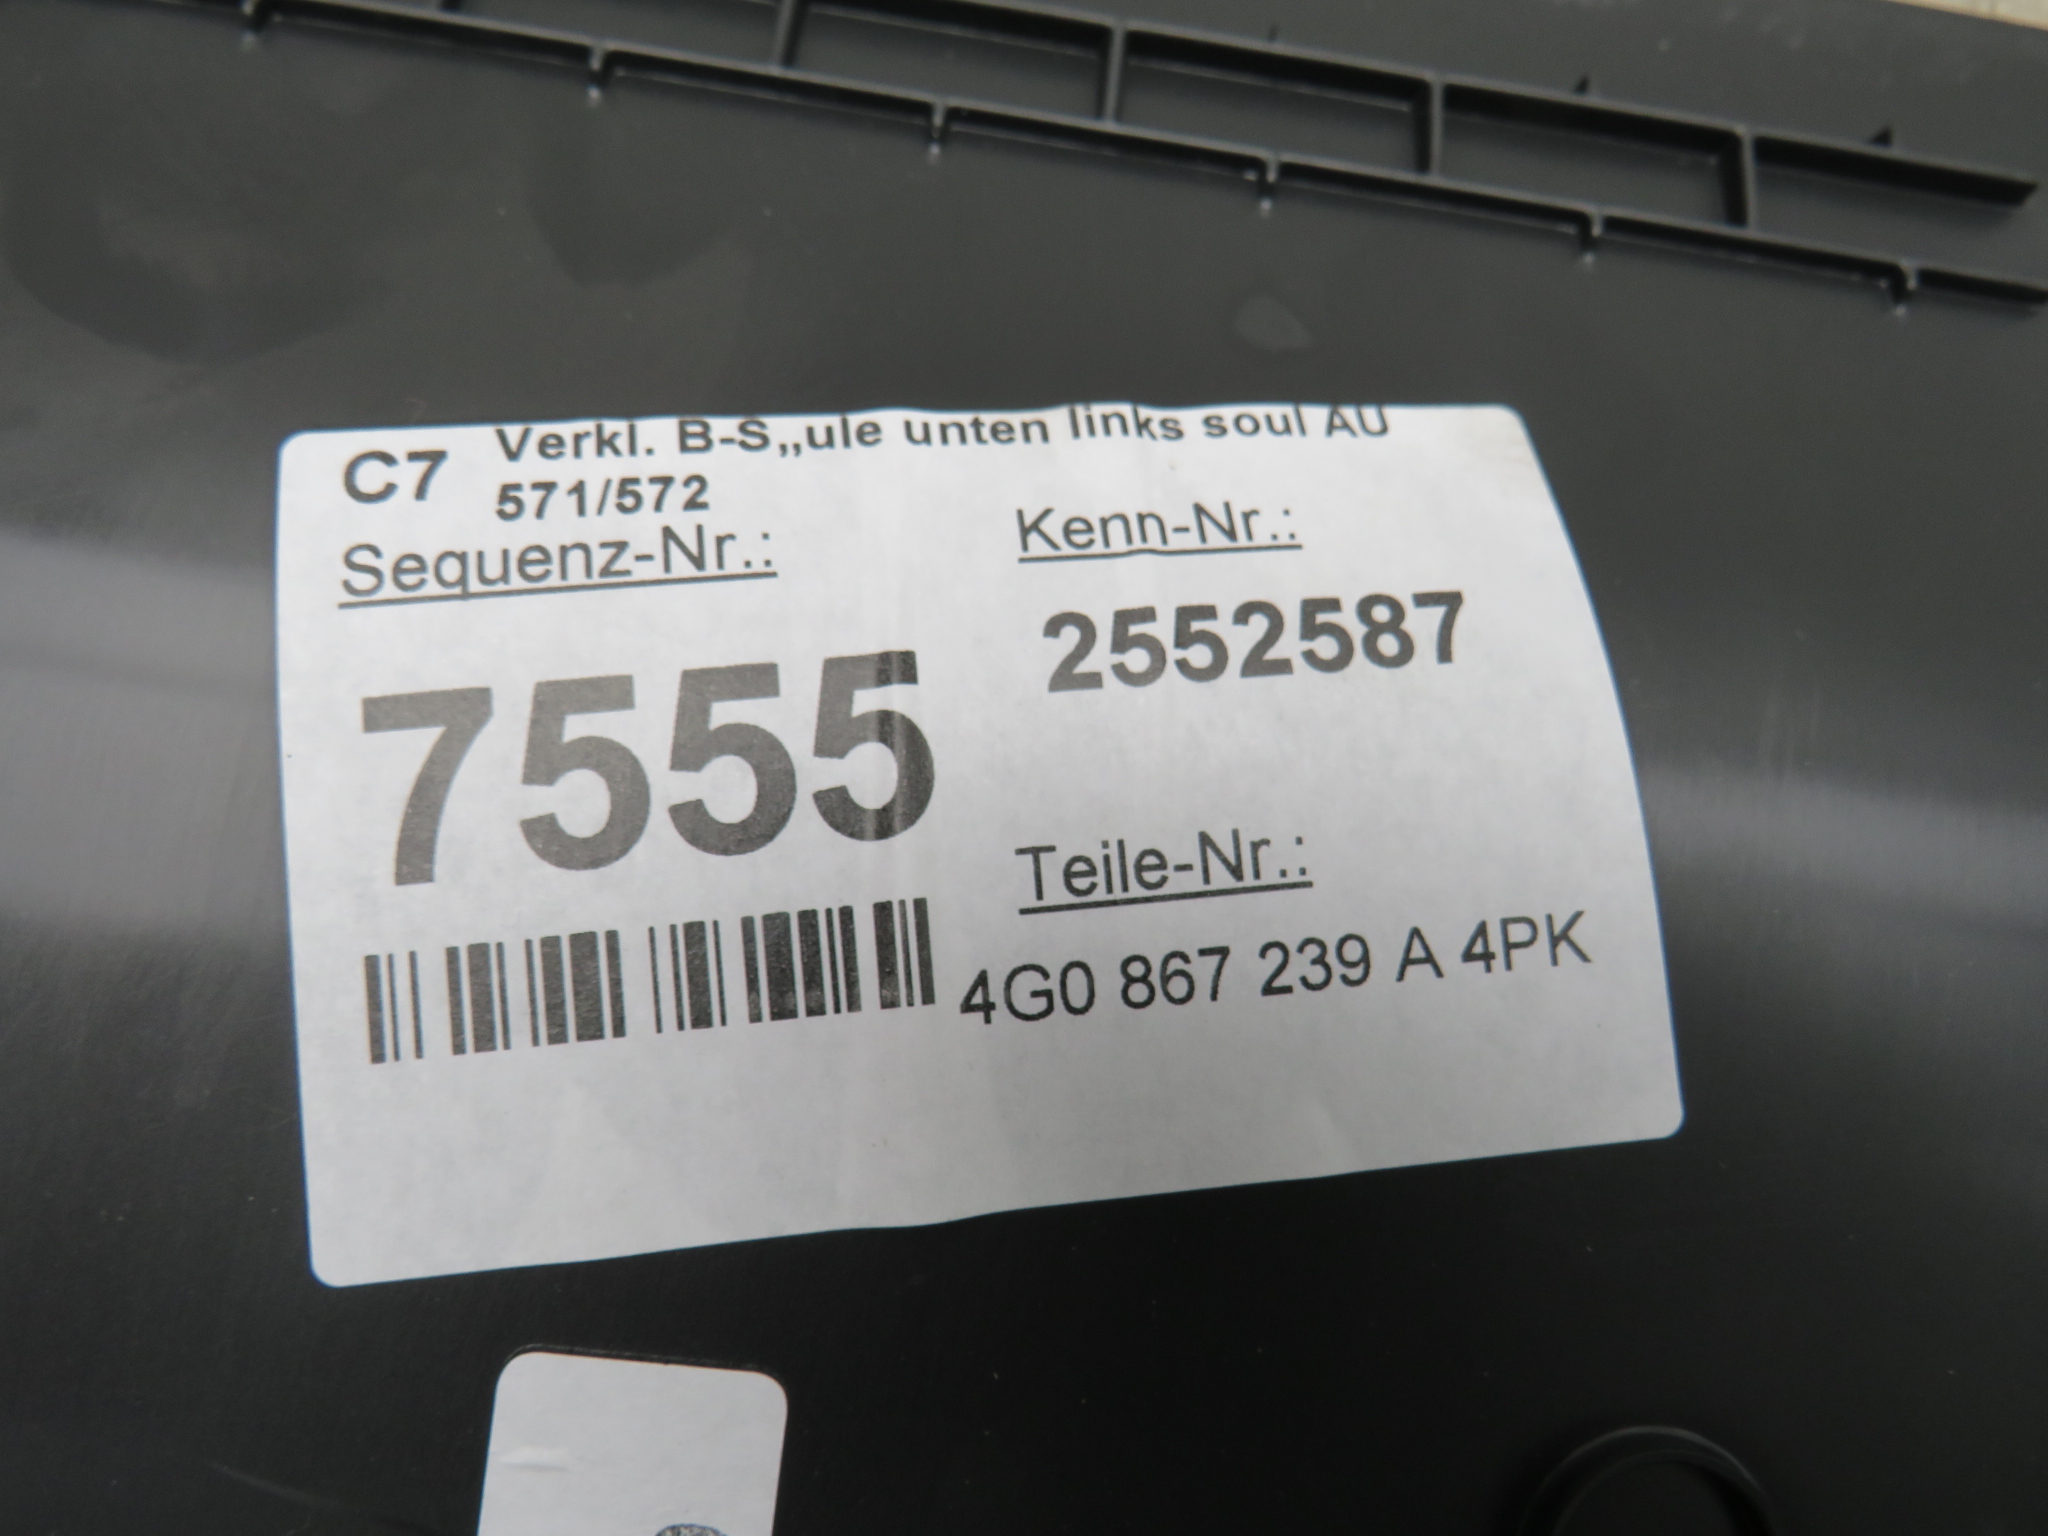 C7 Verkl. B-S„ule unten links soul AU
571/572
Sequenz-Nr.:
Kenn-Nr.:
7555
2552587
Teile-Nr.:
4G0 867 239 A 4PK